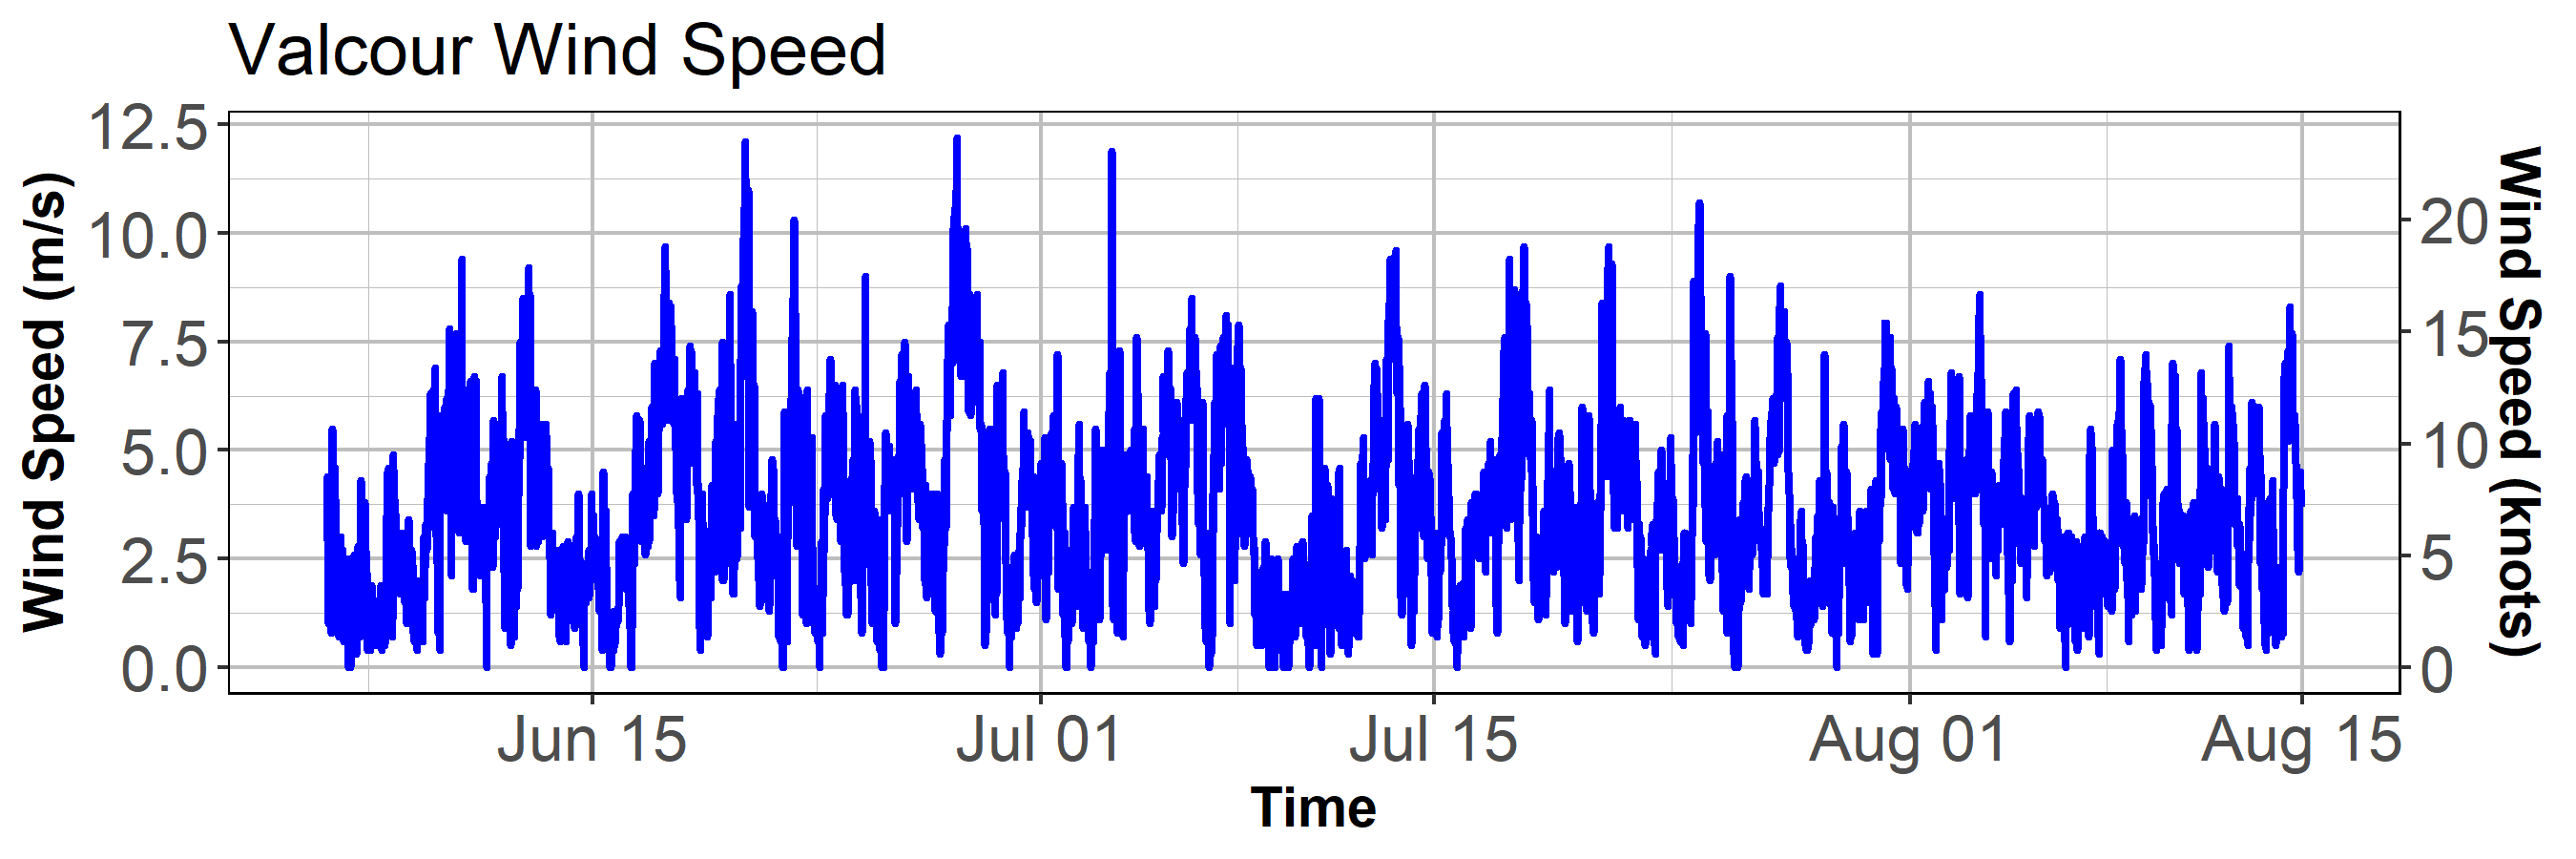 Valcour Wind Speed
Wind Speed (m/s)
12.5
10.0
7.5
5.0
2.5
0.0
20
15
10
5
0
Wind Speed (knots)
Jun 15
Jul 01
Jul 15
Aug 01
Aug 15
Time